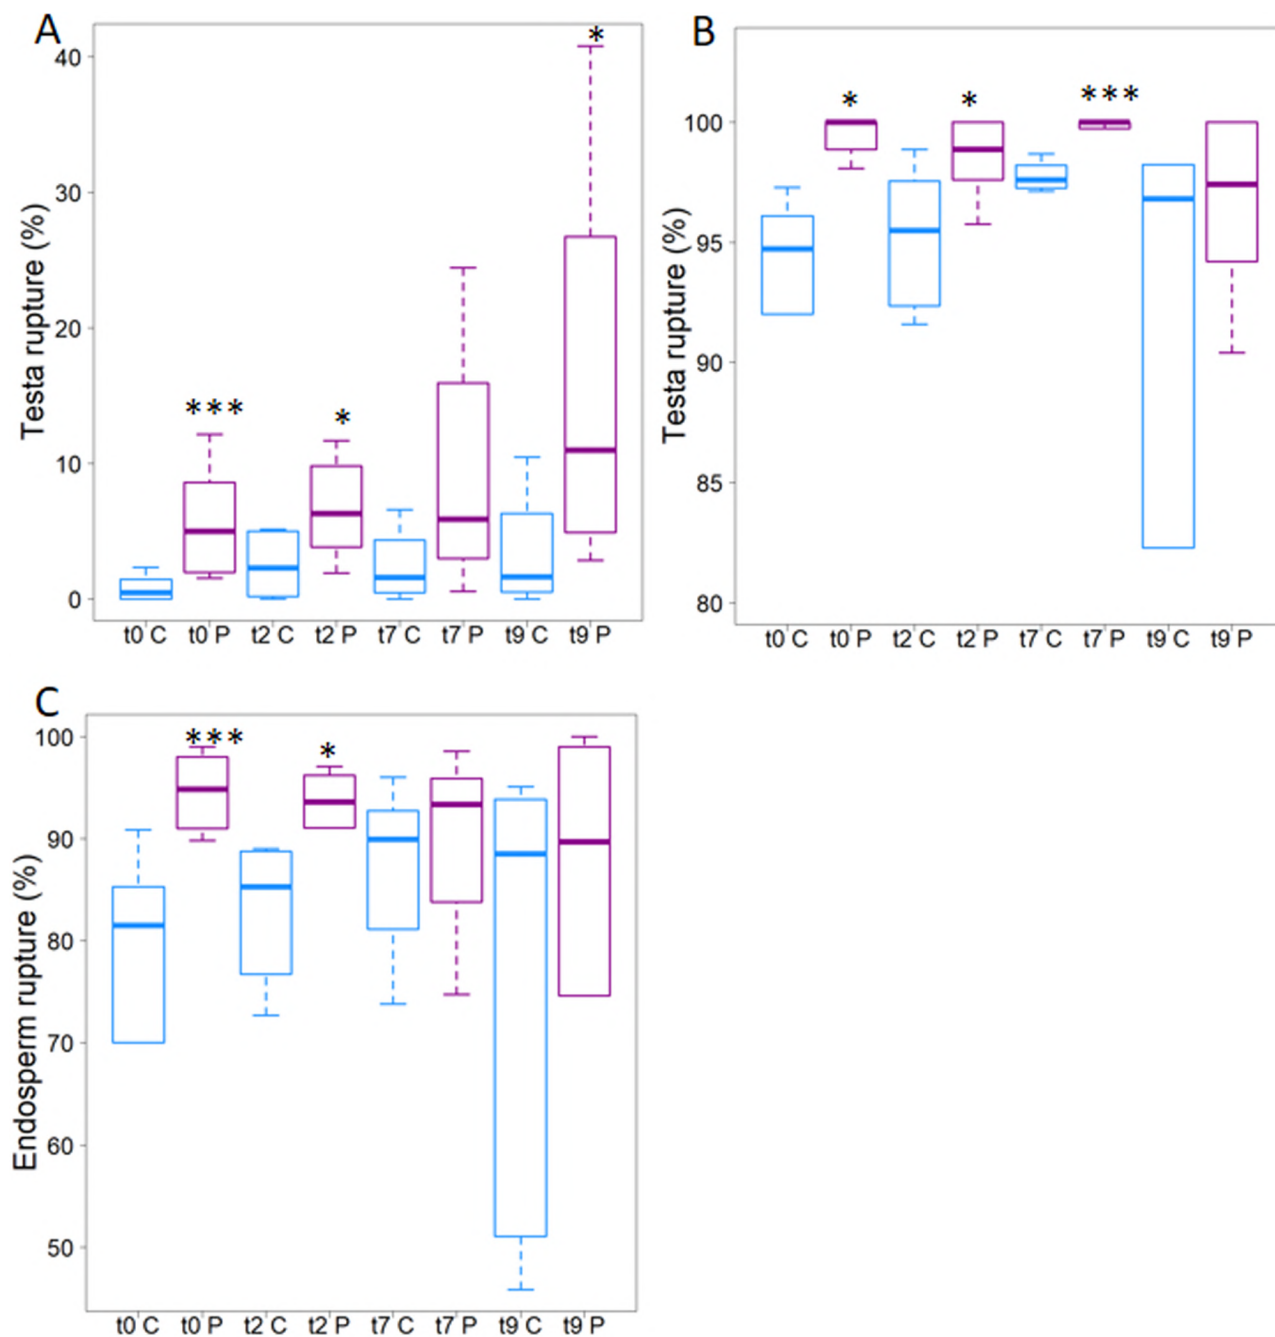 A
Testa rupture (%)
40
30
20
10
0
***
*
*
t0 C t0 P t2 C t2 P t7 C t7 P t9 C t9 P
B
Testa rupture (%)
100
95
90
85
80
*
*
***
t0 C t0 P t2 C t2 P t7 C t7 P t9 C t9 P
C
Endosperm rupture (%)
100
90
80
70
60
50
***
*
t0 C t0 P t2 C t2 P t7 C t7 P t9 C t9 P